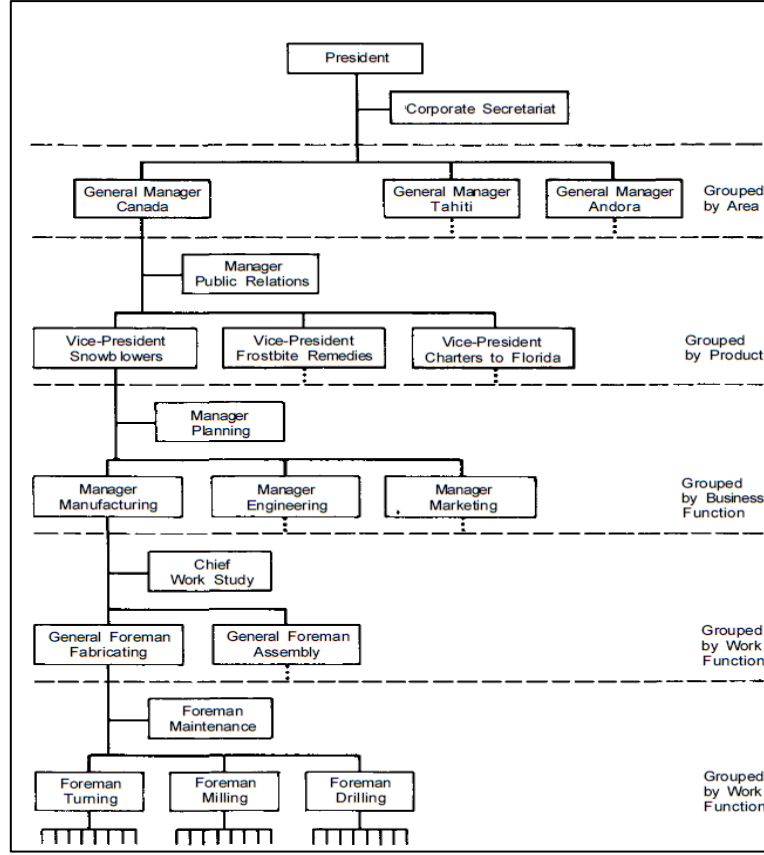 President
Corporate Secretariat
General Manager
Canada
General Manager
Tahiti
General Manager
Andora
Grouped
by Area
Manager
Public Relations
Vice-President
Snowblowers
Vice-President
Frostbite Remedies
Vice-President
Charters to Florida
Grouped
by Product
Manager
Planning
Manager
Manufacturing
Manager
Engineering
Manager
Marketing
Grouped
by Business
Function
Chief
Work Study
General Foreman
Fabricating
General Foreman
Assembly
Grouped
by Work
Function
Foreman
Maintenance
Foreman
Turning
Foreman
Milling
Foreman
Drilling
Grouped
by Work
Function